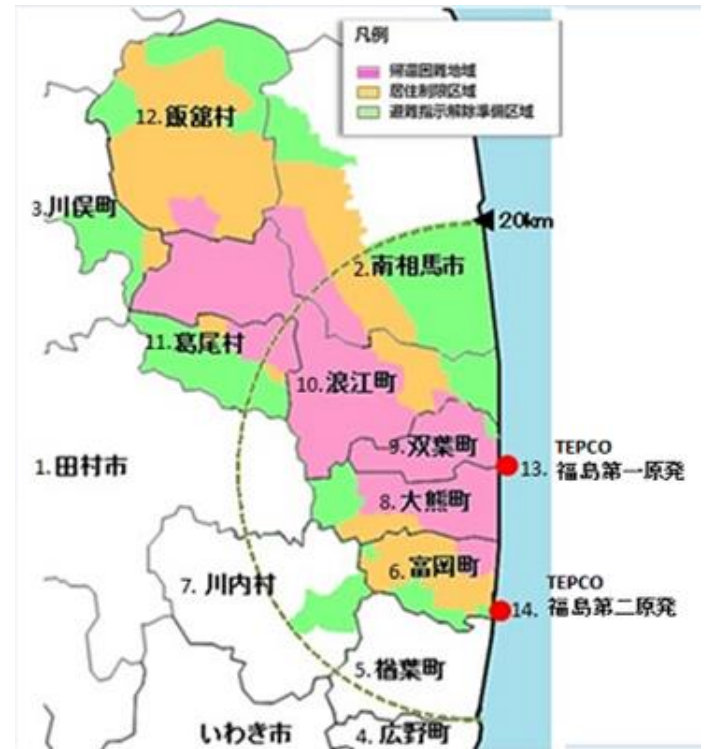 凡例
帰還困難地域
居住制限区域
避難指示解除準備区域
12. 飯舘村
3. 川俣町
20km
2. 南相馬市
11. 葛尾村
10. 浪江町
9. 双葉町
TEPCO
13. 福島第一原発
1. 田村市
8. 大熊町
6. 富岡町
TEPCO
14. 福島第二原発
7. 川内村
5. 楢葉町
いわき市
4. 広野町